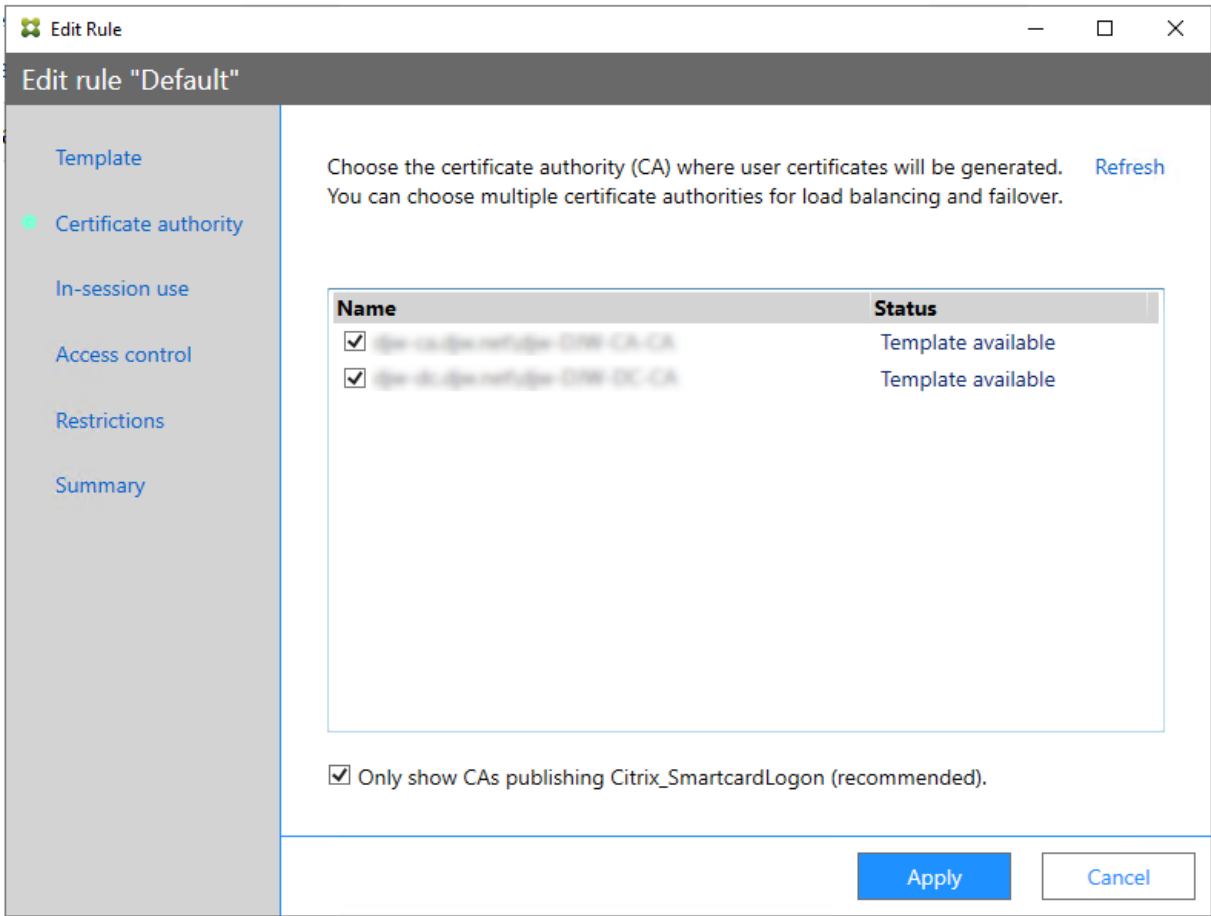 Edit Rule
Edit rule "Default"
Template
Certificate authority
In-session use
Access control
Restrictions
Summary
Choose the certificate authority (CA) where user certificates will be generated.
You can choose multiple certificate authorities for load balancing and failover.
Refresh
Name Status
Template available
Template available
Only show CAs publishing Citrix_SmartcardLogon (recommended).
Apply Cancel